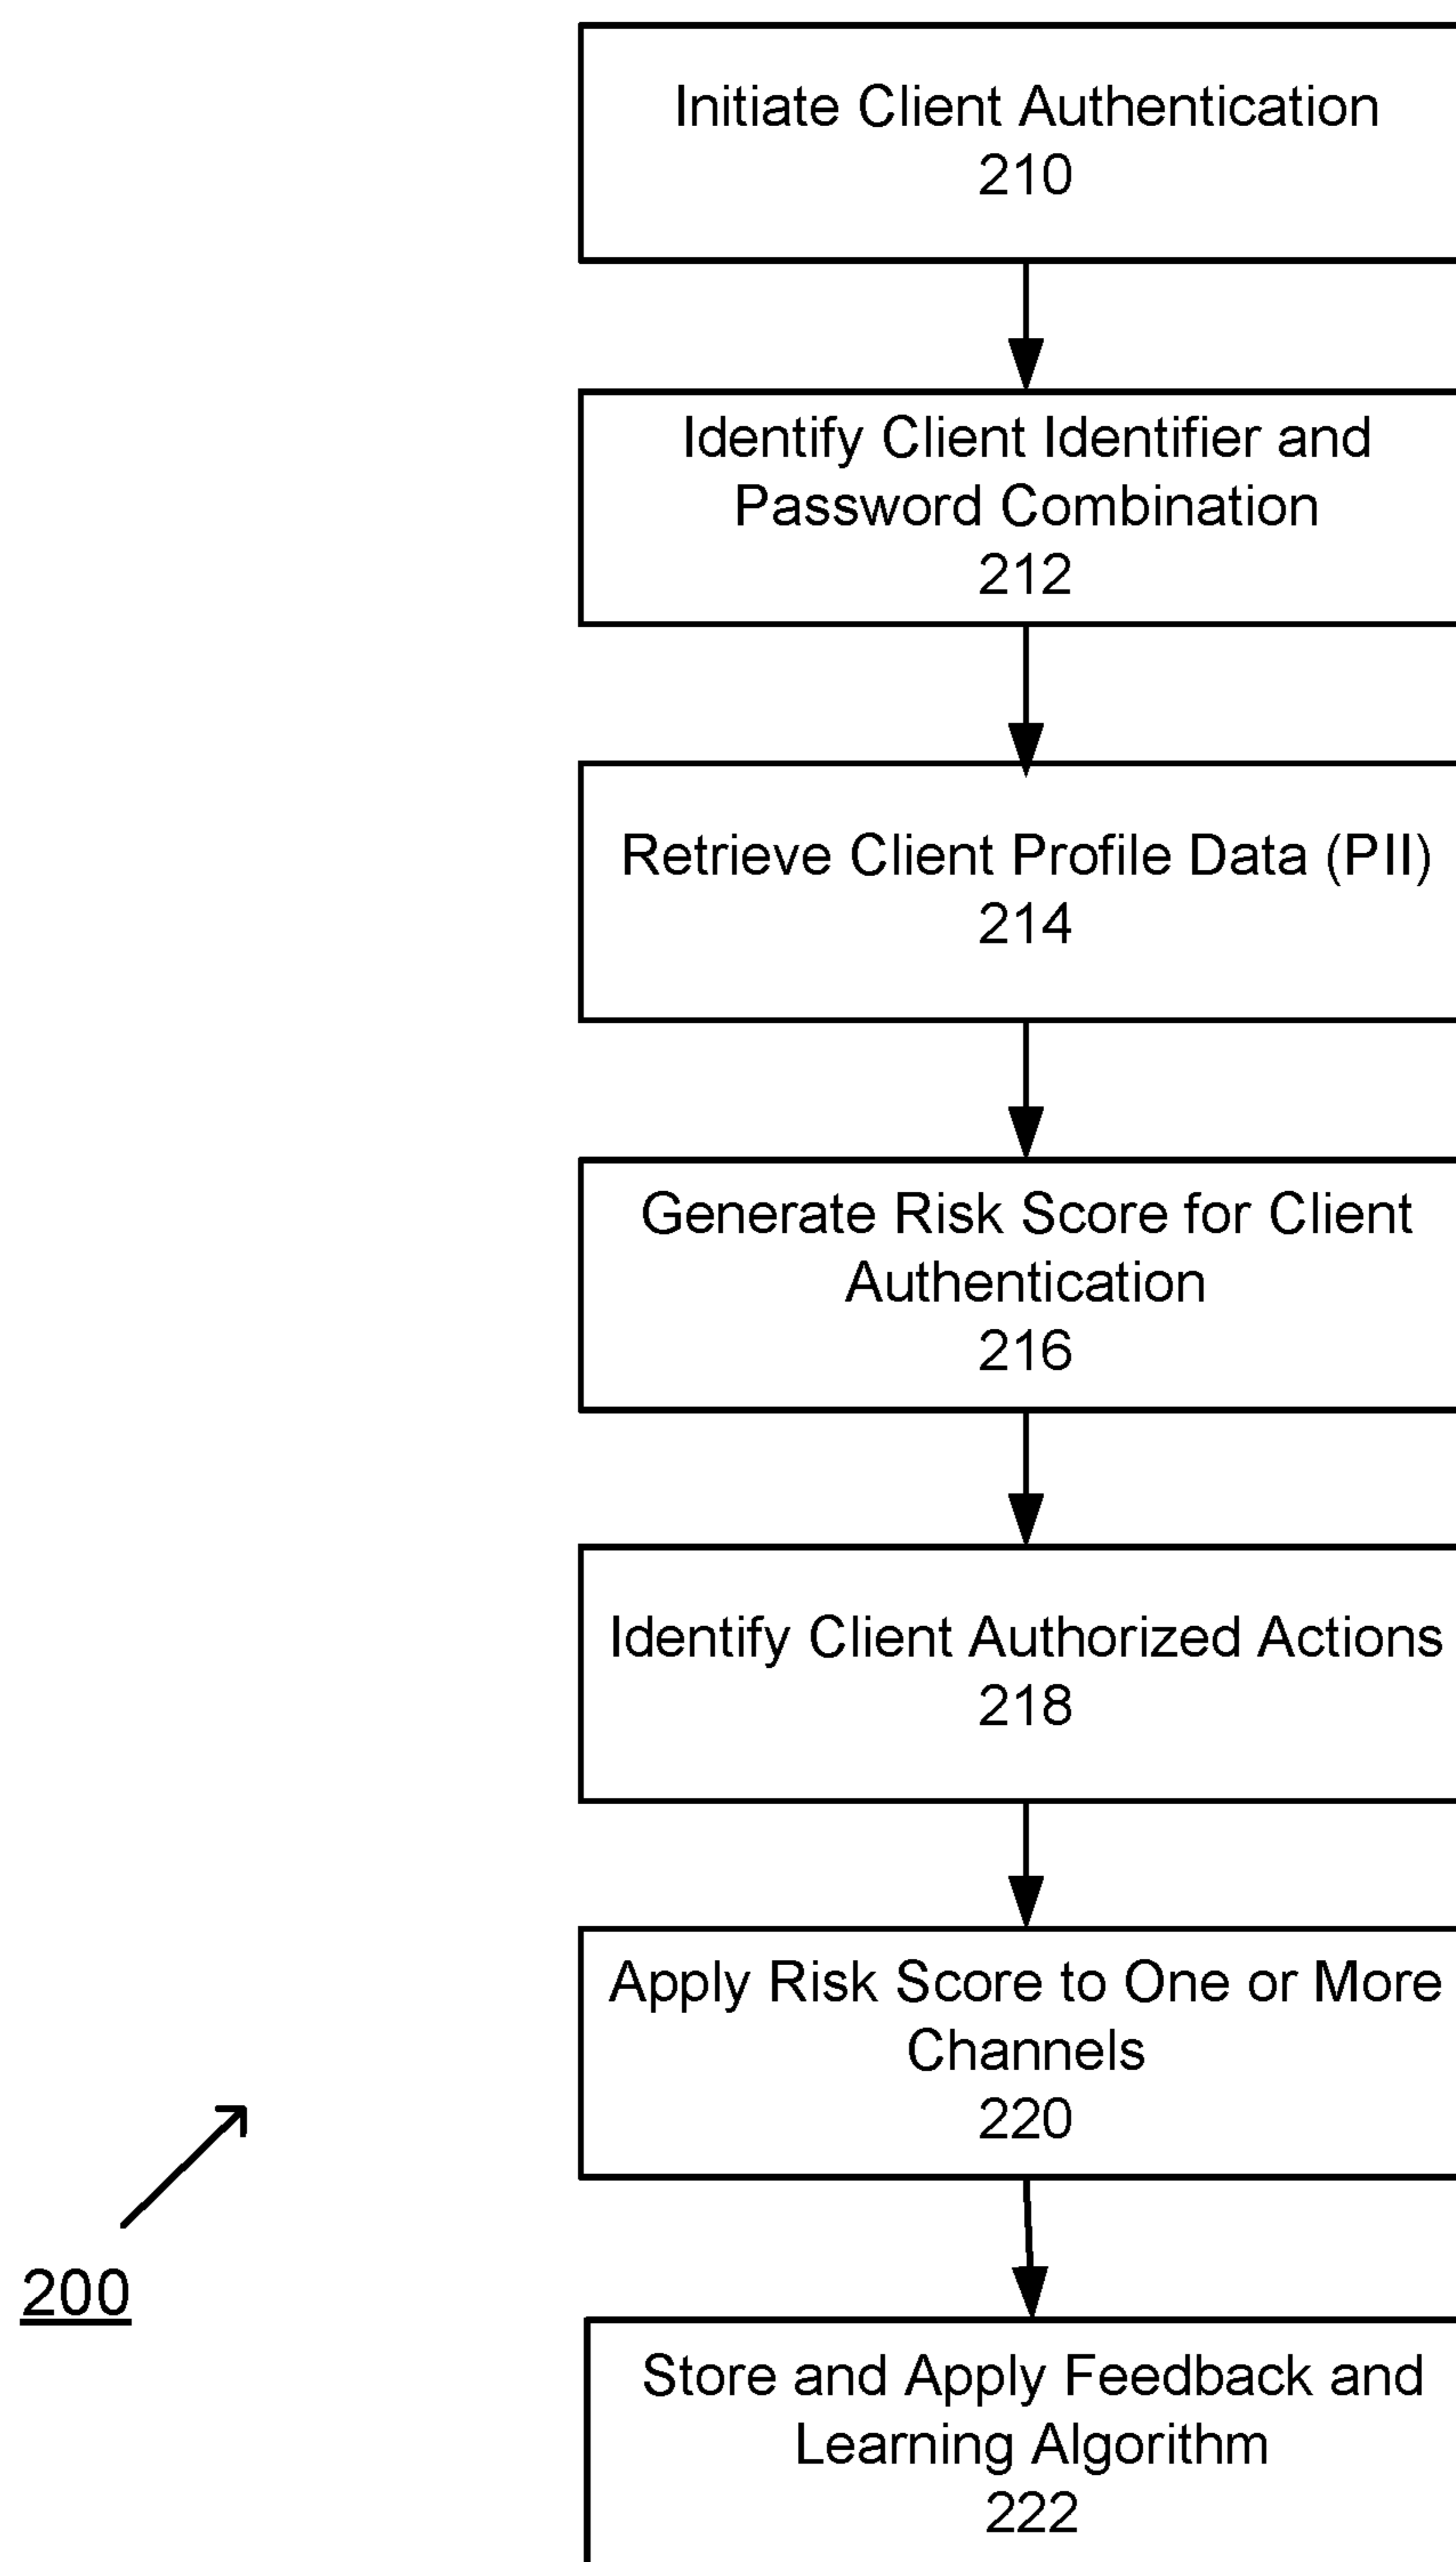 Initiate Client Authentication
210
Identify Client Identifier and
Password Combination
212
Retrieve Client Profile Data (PII)
214
Generate Risk Score for Client
Authentication
216
Identify Client Authorized Actions
218
Apply Risk Score to One or More
Channels
220
200
Store and Apply Feedback and
Learning Algorithm
222